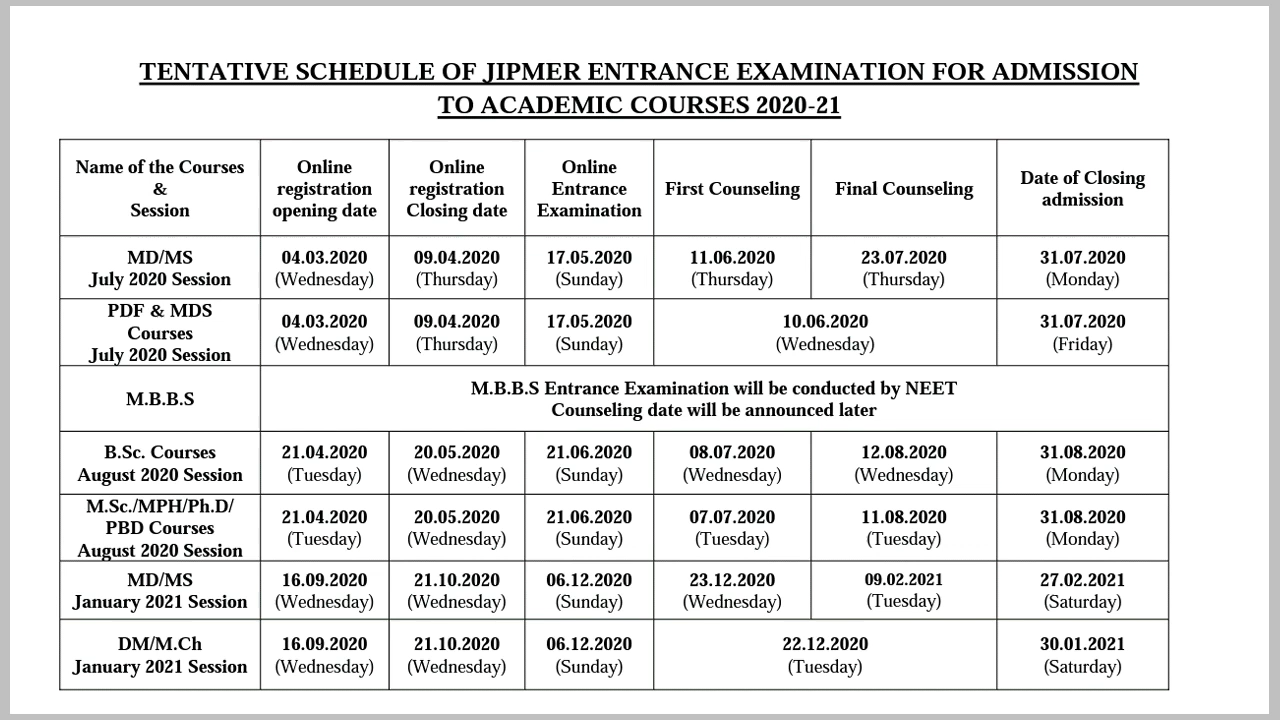 TENTATIVE SCHEDULE OF JIPMER ENTRANCE EXAMINATION FOR ADMISSION
TO ACADEMIC COURSES 2020-21
Name of the Courses
&
Session
Online
registration
opening date
Online
registration
Closing date
Online
Entrance
Examination
First Counseling
Final Counseling
Date of Closing
admission
MD/MS
July 2020 Session
04.03.2020
(Wednesday)
09.04.2020
(Thursday)
17.05.2020
(Sunday)
11.06.2020
(Thursday)
23.07.2020
(Thursday)
31.07.2020
(Monday)
PDF & MDS
Courses
July 2020 Session
04.03.2020
(Wednesday)
09.04.2020
(Thursday)
17.05.2020
(Sunday)
10.06.2020
(Wednesday)
31.07.2020
(Friday)
M.B.B.S
M.B.B.S Entrance Examination will be conducted by NEET
Counseling date will be announced later
B.Sc. Courses
August 2020 Session
21.04.2020
(Tuesday)
20.05.2020
(Wednesday)
21.06.2020
(Sunday)
08.07.2020
(Wednesday)
12.08.2020
(Wednesday)
31.08.2020
(Monday)
M.Sc./MPH/Ph.D/
PBD Courses
August 2020 Session
21.04.2020
(Tuesday)
20.05.2020
(Wednesday)
21.06.2020
(Sunday)
07.07.2020
(Tuesday)
11.08.2020
(Tuesday)
31.08.2020
(Monday)
MD/MS
January 2021 Session
16.09.2020
(Wednesday)
21.10.2020
(Wednesday)
06.12.2020
(Sunday)
23.12.2020
(Wednesday)
09.02.2021
(Tuesday)
27.02.2021
(Saturday)
DM/M.Ch
January 2021 Session
16.09.2020
(Wednesday)
21.10.2020
(Wednesday)
06.12.2020
(Sunday)
22.12.2020
(Tuesday)
30.01.2021
(Saturday)